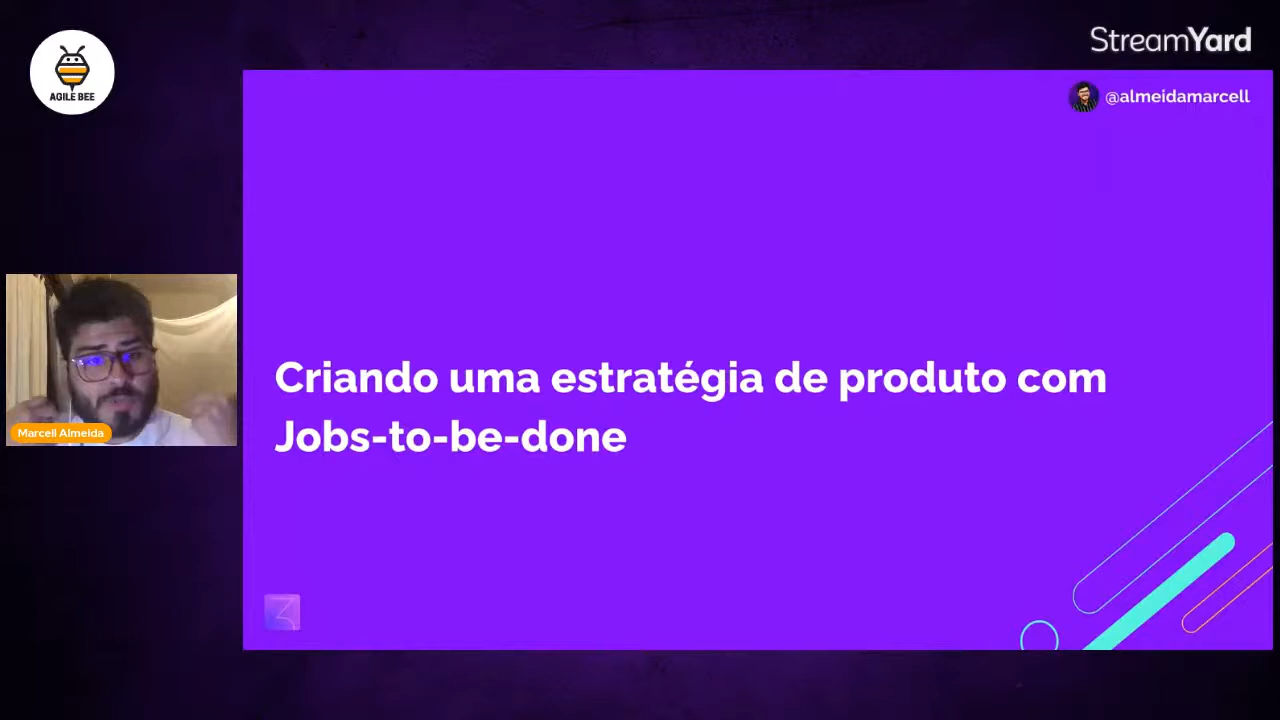 AGILE BEE
StreamYard
@almeidamarcell
Criando uma estratégia de produto com
Jobs-to-be-done
Marcell Almeida